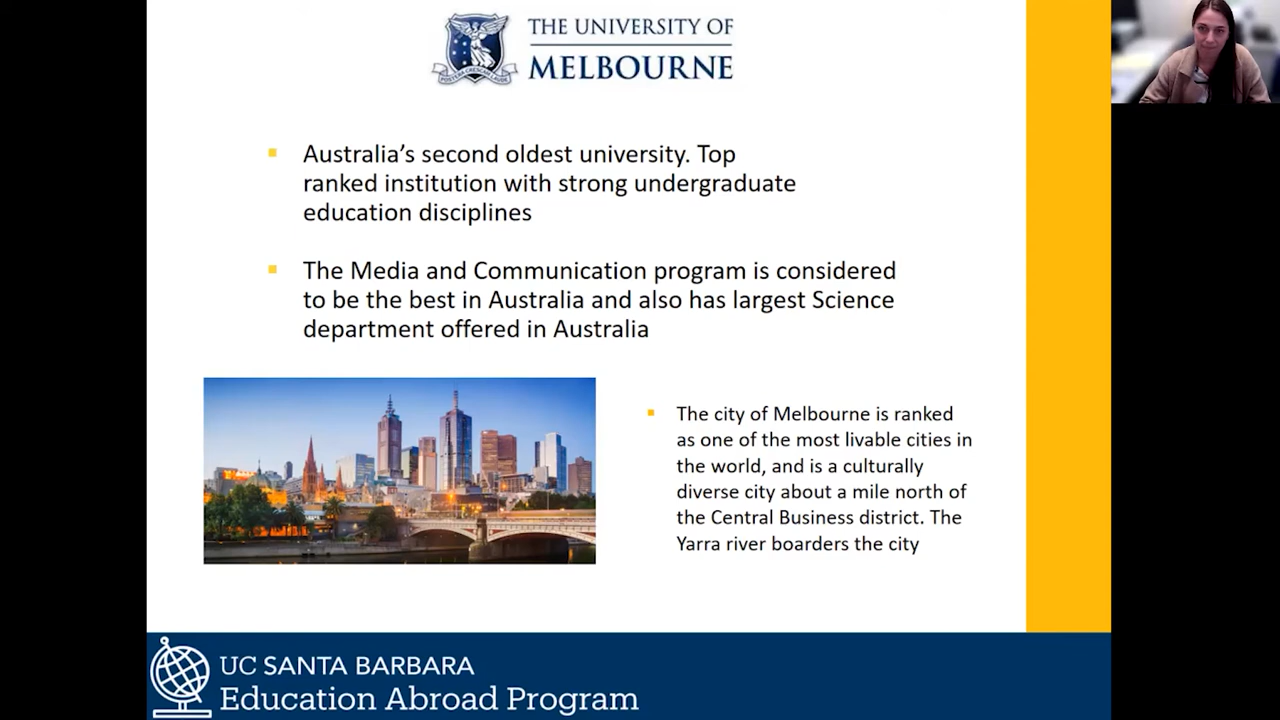 THE UNIVERSITY OF
MELBOURNE
POSTERA CRESCAM LAUDE
Australia's second oldest university. Top
ranked institution with strong undergraduate
education disciplines
The Media and Communication program is considered
to be the best in Australia and also has largest Science
department offered in Australia
The city of Melbourne is ranked
as one of the most livable cities in
the world, and is a culturally
diverse city about a mile north of
the Central Business district. The
Yarra river boarders the city
UC SANTA BARBARA
Education Abroad Program